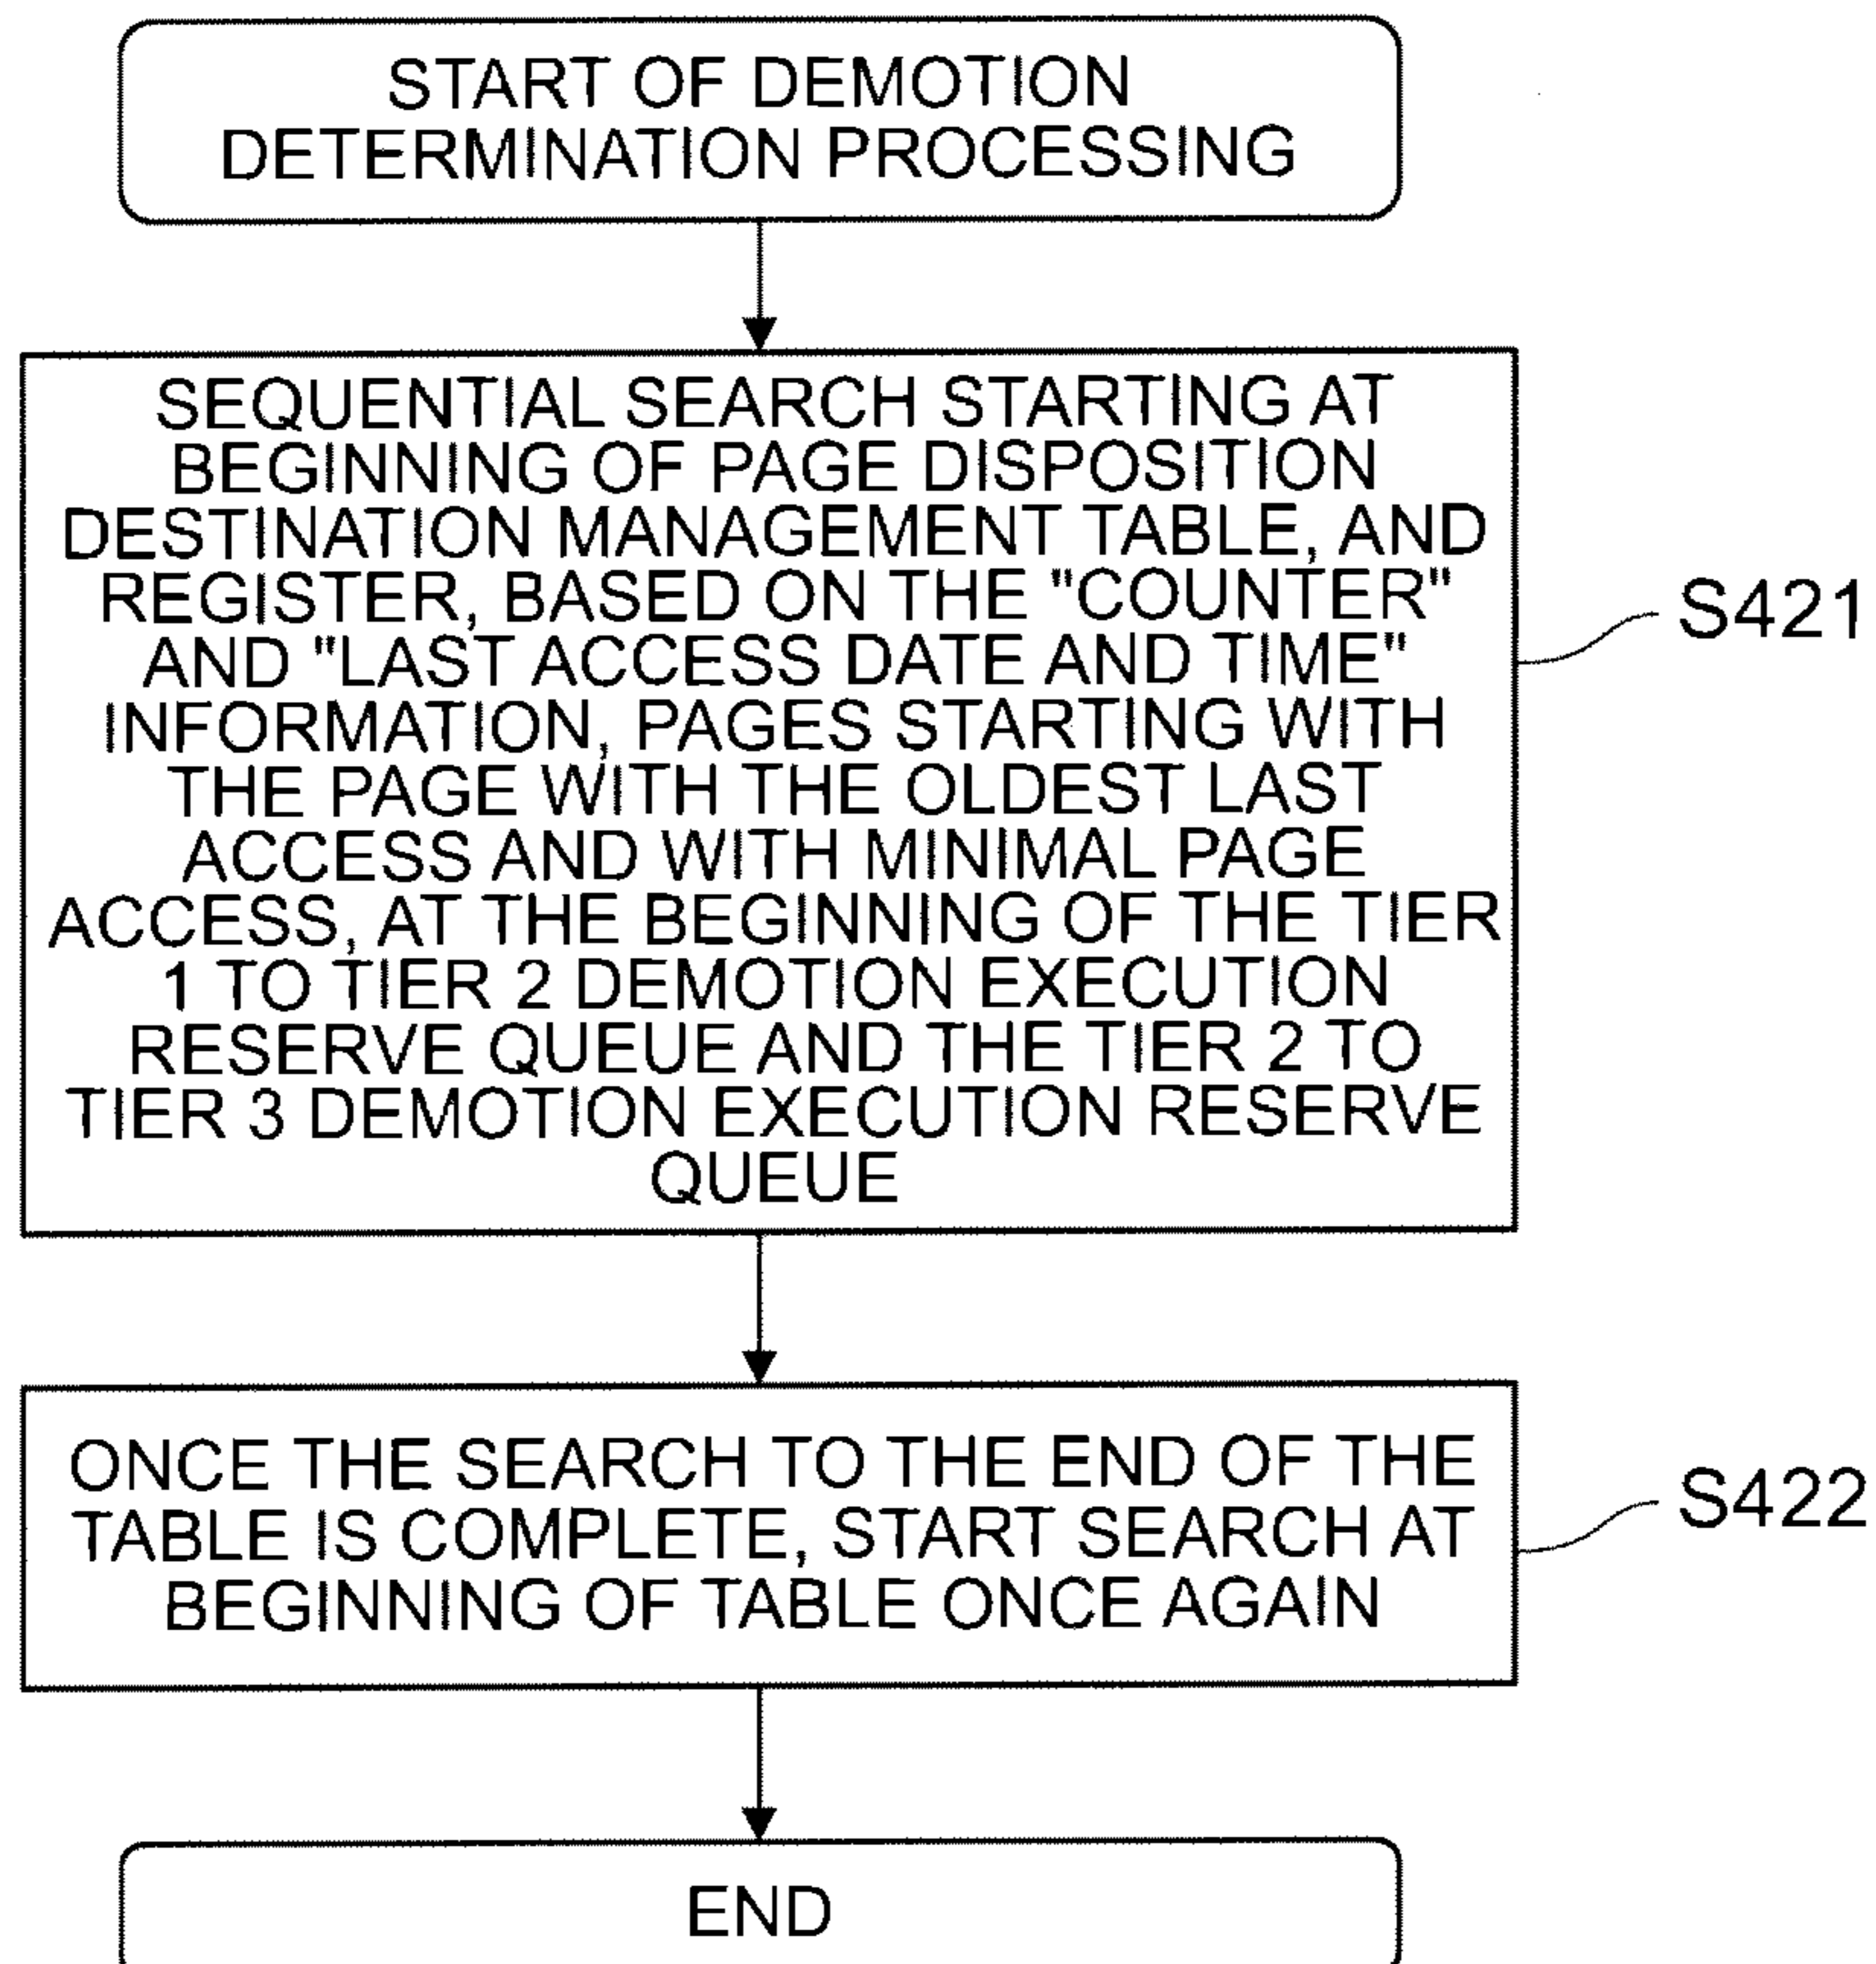 START OF DEMOTION
DETERMINATION PROCESSING
SEQUENTIAL SEARCH STARTING AT
BEGINNING OF PAGE DISPOSITION
DESTINATION MANAGEMENT TABLE, AND
REGISTER, BASED ON THE "COUNTER"
AND "LAST ACCESS DATE AND TIME"
INFORMATION, PAGES STARTING WITH
THE PAGE WITH THE OLDEST LAST
ACCESS AND WITH MINIMAL PAGE
ACCESS, AT THE BEGINNING OF THE TIER
1 TO TIER 2 DEMOTION EXECUTION
RESERVE QUEUE AND THE TIER 2 TO
TIER 3 DEMOTION EXECUTION RESERVE
QUEUE
S421
ONCE THE SEARCH TO THE END OF THE
TABLE IS COMPLETE, START SEARCH AT
BEGINNING OF TABLE ONCE AGAIN
S422
END